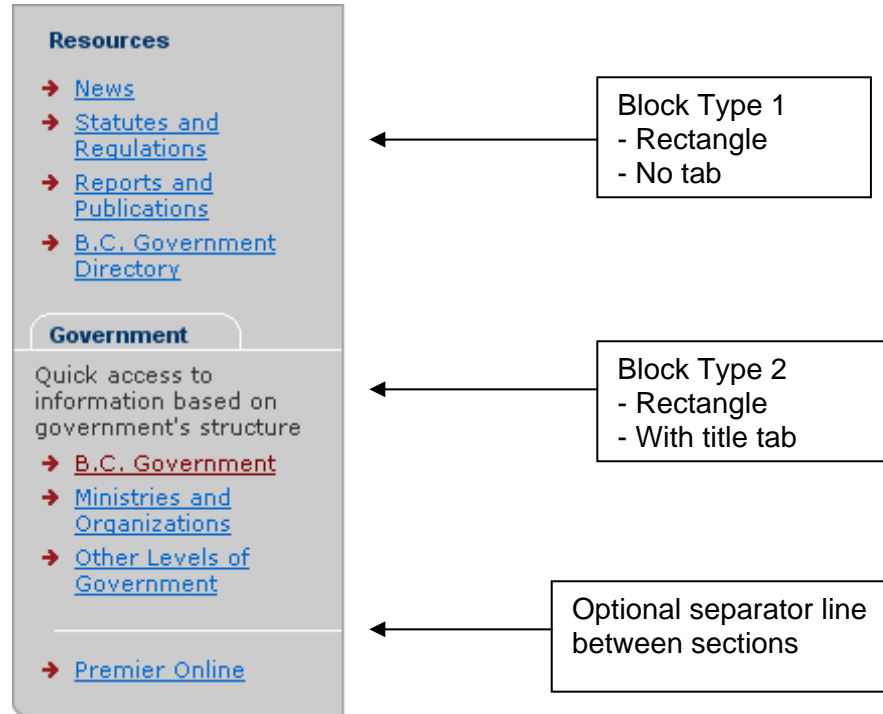 Resources
News
Statutes and
Regulations
Reports and
Publications
B.C. Government
Directory
Government
Quick access to
information based on
government's structure
B.C. Government
Ministries and
Organizations
Other Levels of
Government
Premier Online
Block Type 1
- Rectangle
- No tab
Block Type 2
- Rectangle
- With title tab
Optional separator line
between sections